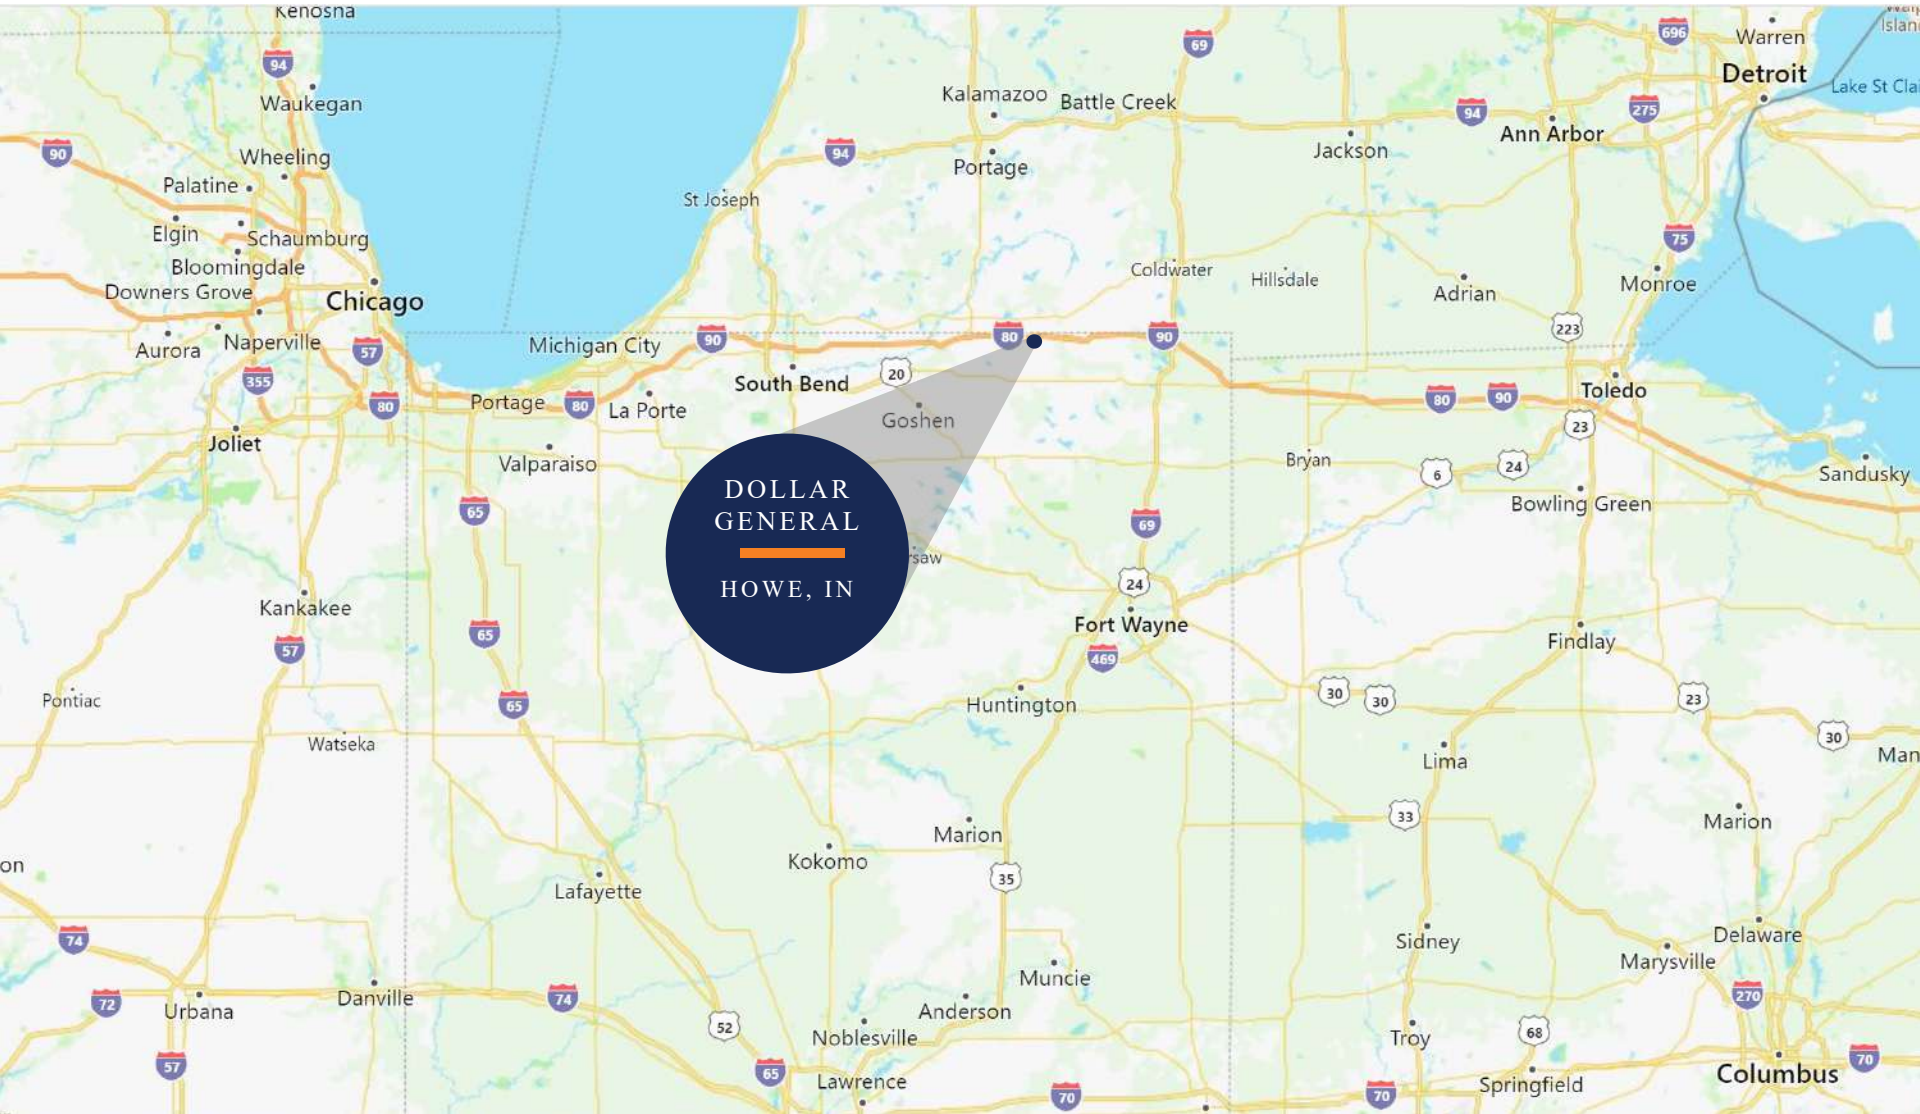 Kenosha
Island
696
Warren
69
94
Detroit
Waukegan
Kalamazoo
Battle Creek
Lake St Clai
94
275
Ann Arbor
90
Wheeling
94
Jackson
Portage
Palatine
St Joseph
Elgin
Schaumburg
75
Bloomingdale
Coldwater
Hillsdale
Monroe
Downers Grove
Chicago
Adrian
223
Aurora
Naperville
57
Michigan City
90
80
90
355
South Bend
20
Toledo
80
Portage
80
La Porte
80
90
Goshen
23
Joliet
Valparaiso
Bryan
6
24
Sandusky
DOLLAR
GENERAL
HOWE, IN
65
Bowling Green
69
rsaw
24
Kankakee
Fort Wayne
65
57
469
Findlay
Pontiac
65
Huntington
30
30
23
Watseka
30
Lima
Man
Marion
33
Marion
on
Kokomo
35
Lafayette
74
Sidney
Delaware
Marysville
Muncie
72
Urbana
Danville
74
Anderson
270
52
Noblesville
Troy
68
57
65
Lawrence
70
70
Springfield
Columbus
70